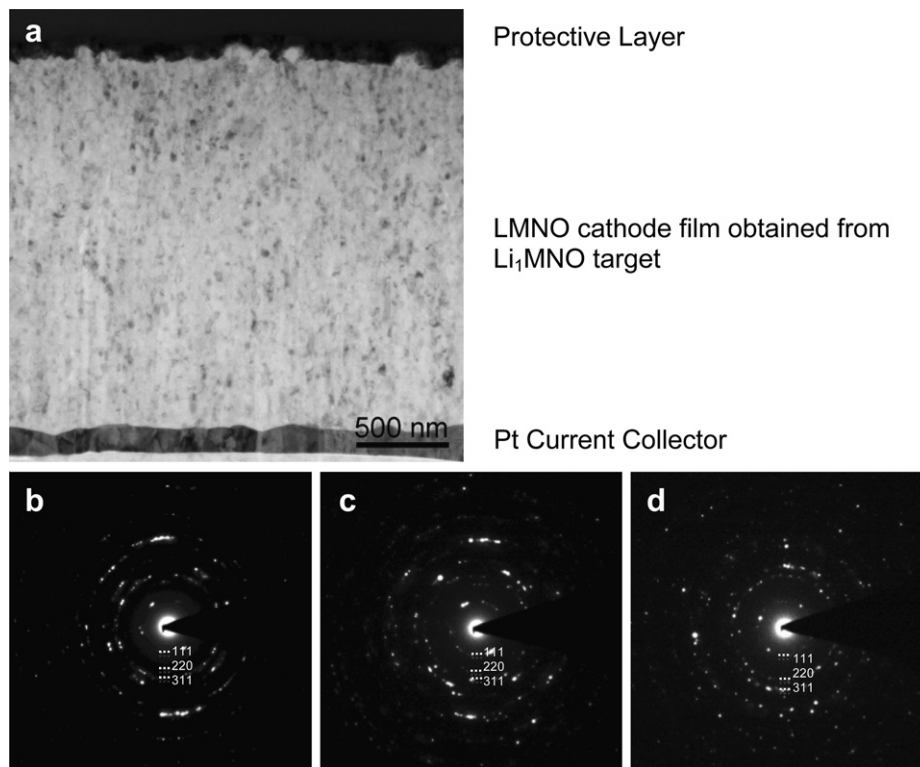 a
Protective Layer
LMNO cathode film obtained from
Li₁MNO target
500 nm
Pt Current Collector
b
111
220
311
c
111
220
311
d
111
220
311